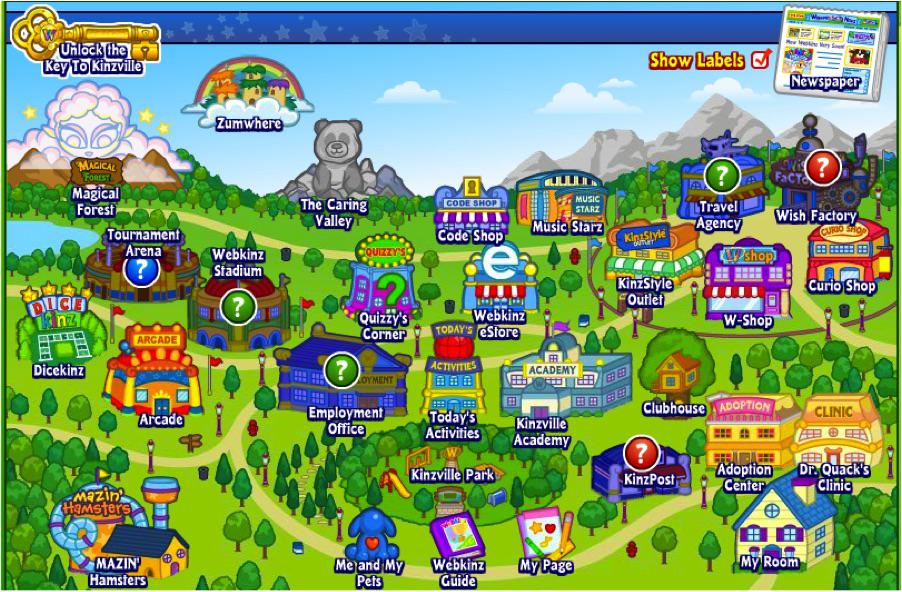 Unlock the
Key To Kinzville
Show Labels
Newspaper
Zumwhere
MAGICAL
FOREST
Magical
Forest
The Caring
Valley
CODE SHOP
Code Shop
MUSIC
STARZ
Music Starz
?
Travel
Agency
?
Wish Factory
Tournament
Arena
?
Webkinz
Stadium
?
QUIZZY'S
?
Quizzy's
Corner
e
Webkinz
eStore
KinzStyle
OUTLET
KinzStyle
Outlet
W shop
W-Shop
CURIO SHOP
Curio Shop
DICE
Kinz
Dicekinz
ARCADE
Arcade
?
Employment
Office
TODAY'S
ACTIVITIES
Today's
Activities
ACADEMY
Kinzville
Academy
Clubhouse
ADOPTION
Adoption
Center
CLINIC
Dr. Quack's
Clinic
W
Kinzville Park
?
KinzPost
mazin'
Hamsters
MAZIN'
Hamsters
Me and My
Pets
Webkinz
Guide
My Page
My Room